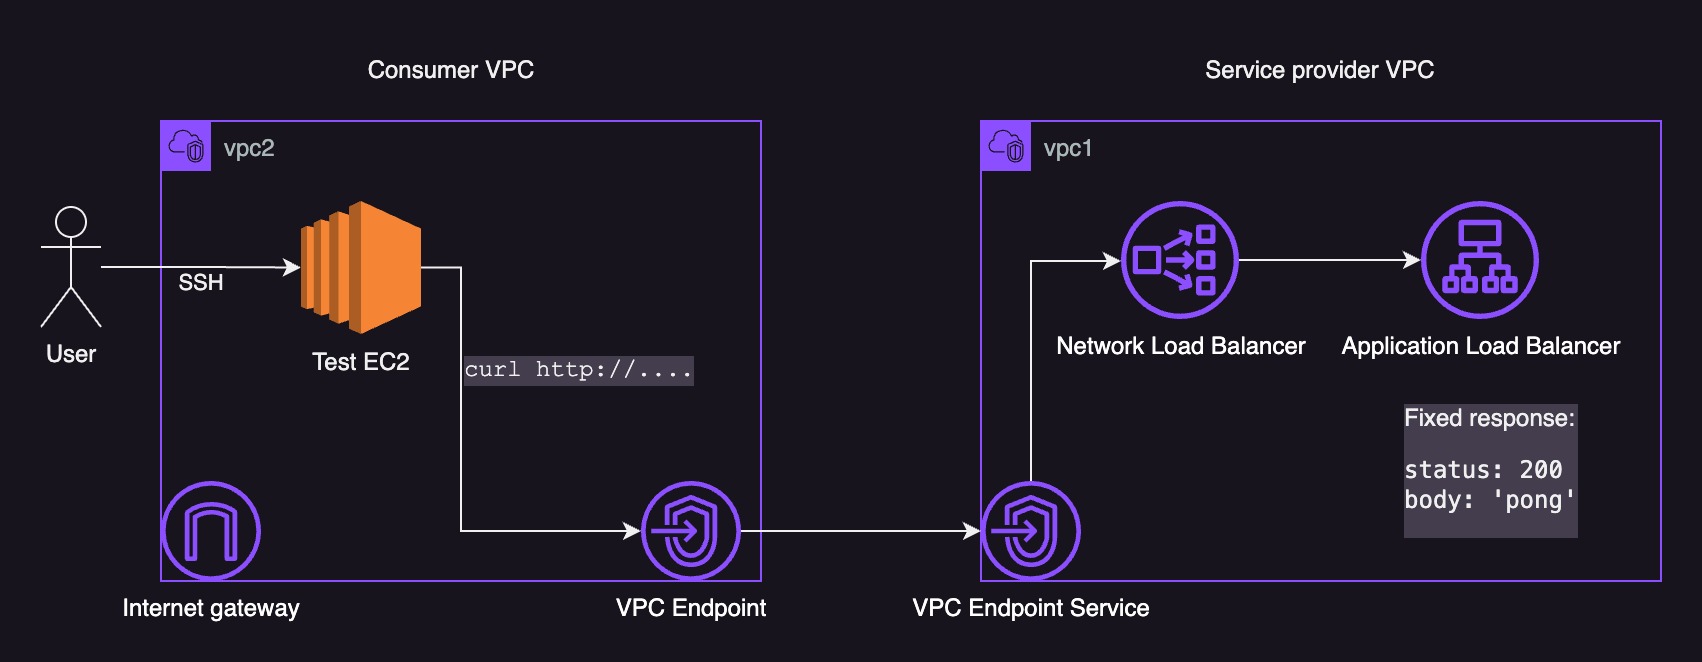 Consumer VPC
Service provider VPC
vpc2
vpc1
SSH
User
Test EC2
curl http://....
Network Load Balancer
Application Load Balancer
Fixed response:
status: 200
body: 'pong'
Internet gateway
VPC Endpoint
VPC Endpoint Service